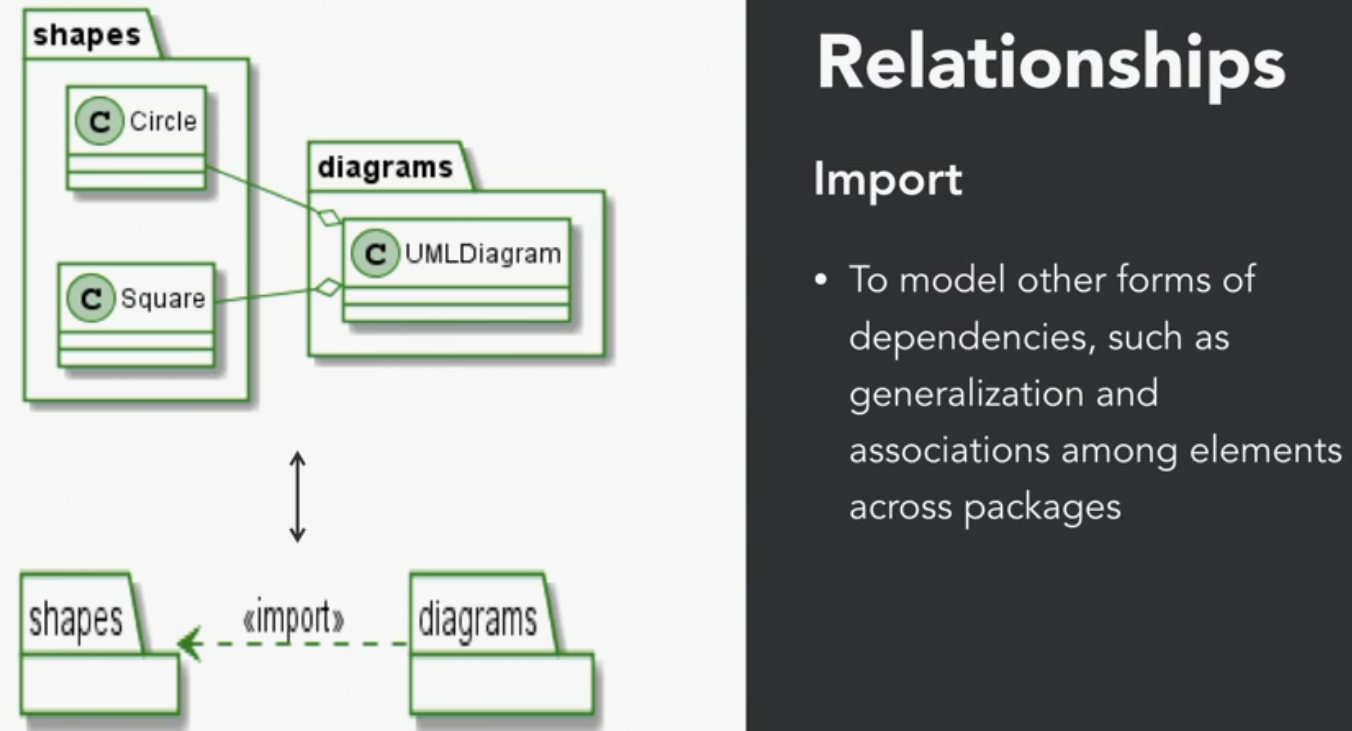 shapes
C Circle
diagrams
C UMLDiagram
C Square
shapes
«import»
diagrams
Relationships
Import
• To model other forms of
dependencies, such as
generalization and
associations among elements
across packages